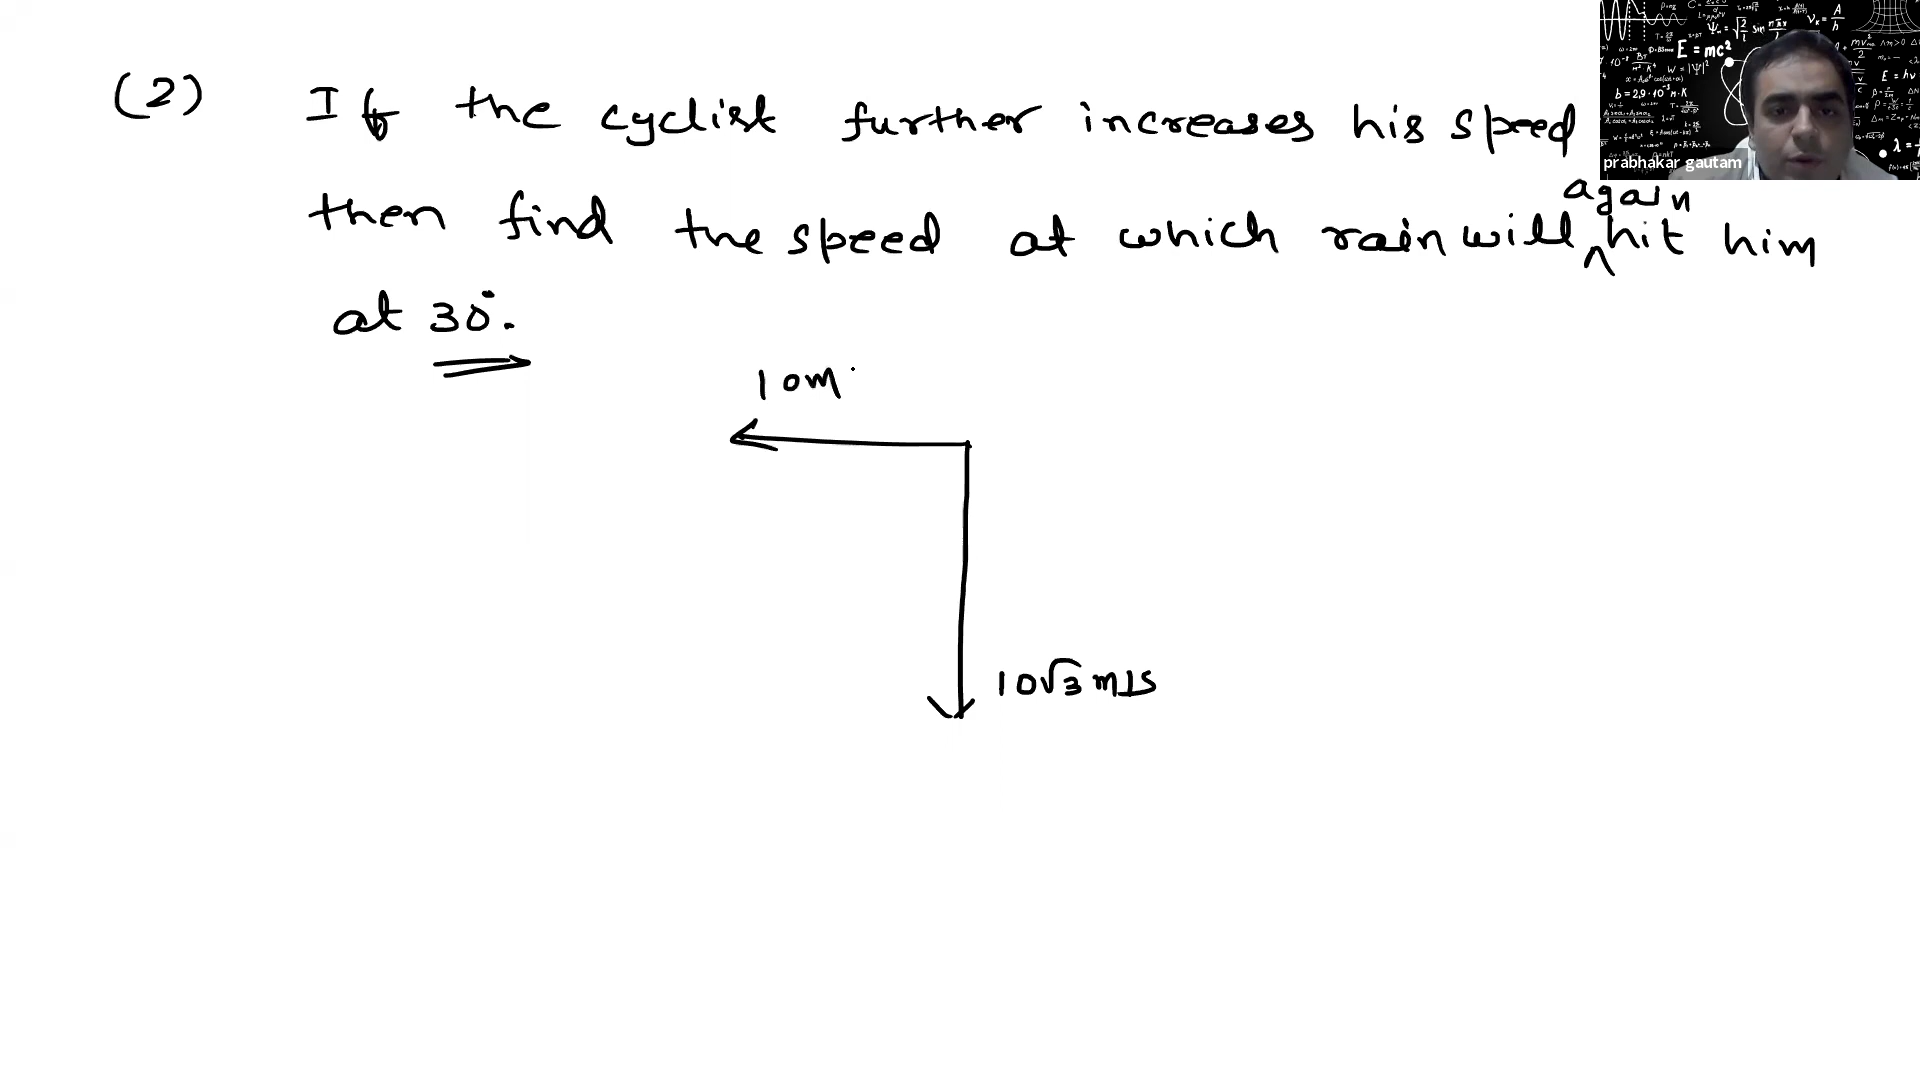 (2) If the cyclist further increases his speed
then find the speed at which rain will again hit him
at 30°.
10m
10√3 m/s
E = mc²
prabhakar gautam